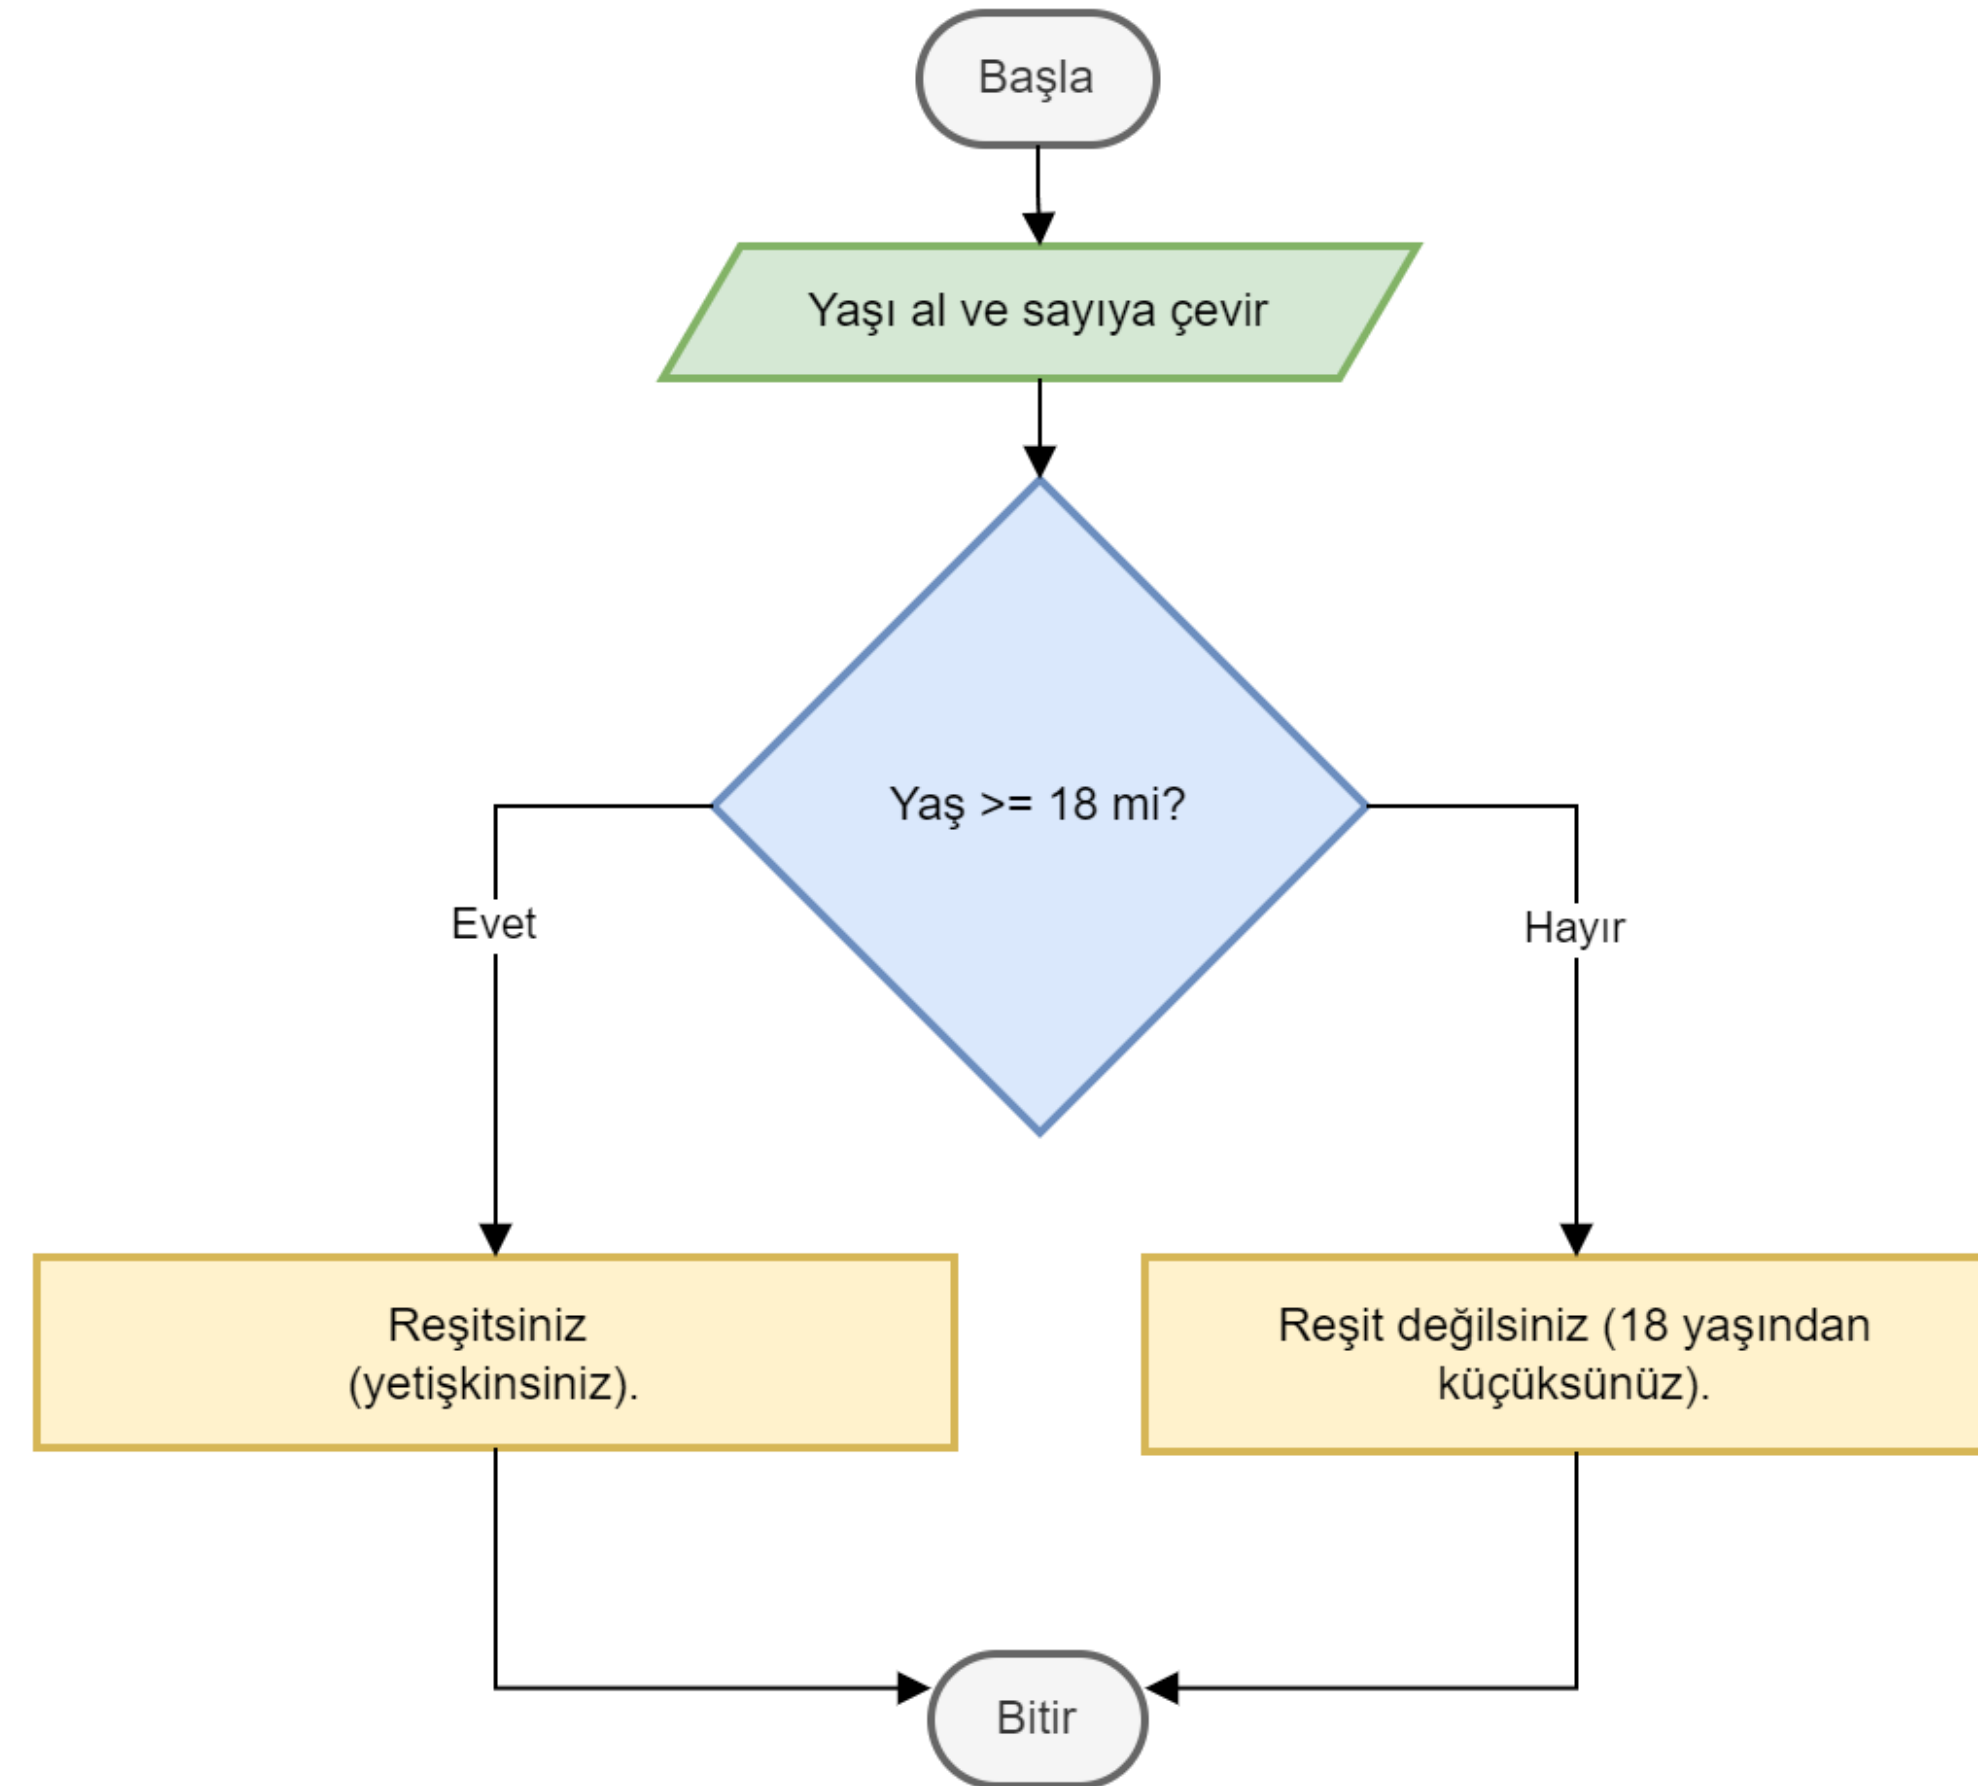 Başla
Yaşı al ve sayıya çevir
Yaş >= 18 mi?
Evet
Hayır
Reşitsiniz
(yetişkinsiniz).
Reşit değilsiniz (18 yaşından
küçüksünüz).
Bitir